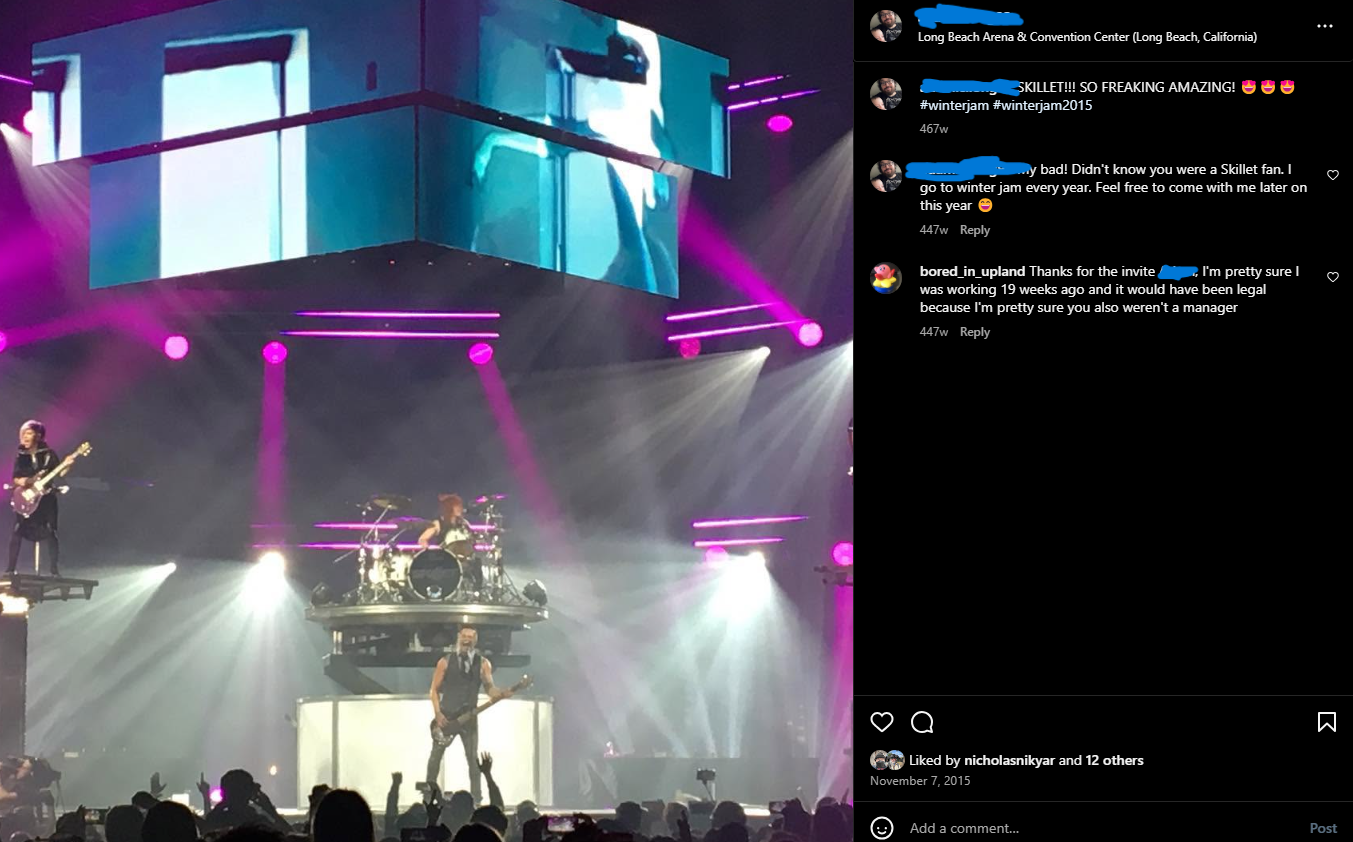 Long Beach Arena & Convention Center (Long Beach, California)
SKILLET!!! SO FREAKING AMAZING! 🤩 🤩 🤩
#winterjam #winterjam2015
467w
my bad! Didn't know you were a Skillet fan. I
go to winter jam every year. Feel free to come with me later on
this year 😄
447w Reply
bored_in_upland Thanks for the invite , I'm pretty sure I
was working 19 weeks ago and it would have been legal
because I'm pretty sure you also weren't a manager
447w Reply
Liked by nicholasnikyar and 12 others
November 7, 2015
Add a comment...
Post